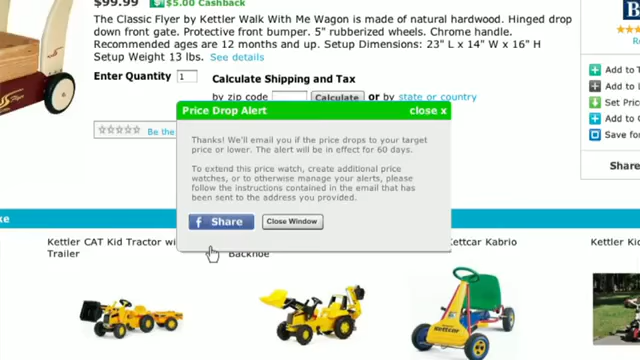 $99.99 $5.00 Cashback
The Classic Flyer by Kettler Walk With Me Wagon is made of natural hardwood. Hinged drop
down front gate. Protective front bumper. 5" rubberized wheels. Chrome handle.
Recommended ages are 12 months and up. Setup Dimensions: 23" L x 14" W x 16" H
Setup Weight 13 lbs. See details
Enter Quantity 1
Calculate Shipping and Tax
by zip code Calculate or by state or country
Be the
Price Drop Alert close x
Thanks! We'll email you if the price drops to your target
price or lower. The alert will be in effect for 60 days.
To extend this price watch, create additional price
watches, or to otherwise manage your alerts, please
follow the instructions contained in the email that has
been sent to the address you provided.
f Share Close Window
B
Add to
Add to
Set Pric
Add to
Save fo
Share
ke
Kettler CAT Kid Tractor wi
Trailer
Backhoe
Kettcar Kabrio
Kettler Ki
kettcar